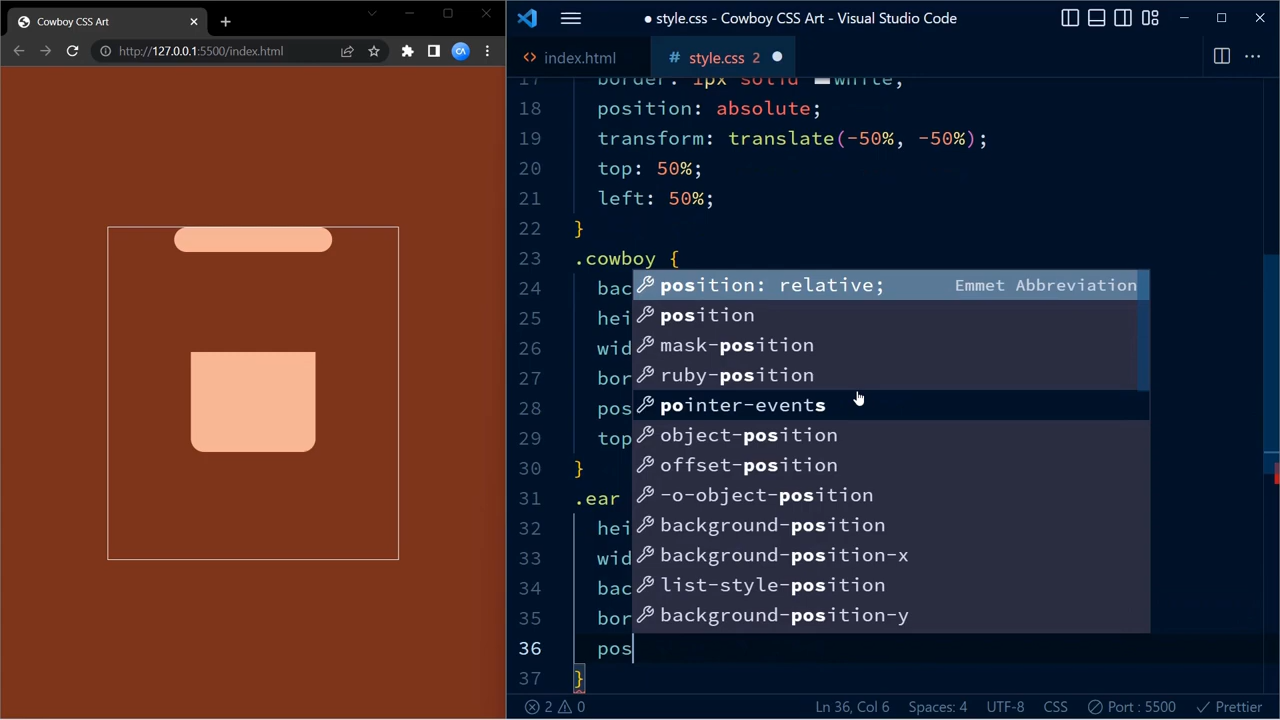 Cowboy CSS Art
http://127.0.0.1:5500/index.html
style.css - Cowboy CSS Art - Visual Studio Code
index.html
# style.css 2
17 border: 1px solid white;
18 position: absolute;
19 transform: translate(-50%, -50%);
20 top: 50%;
21 left: 50%;
22 }
23 .cowboy {
24 bac
25 hei
26 wid
27 bor
28 pos
29 top
30 }
31 .ear
32 hei
33 wid
34 bac
35 bor
36 pos
37 }
position: relative; Emmet Abbreviation
position
mask-position
ruby-position
pointer-events
object-position
offset-position
-o-object-position
background-position
background-position-x
list-style-position
background-position-y
2 0 Ln 36, Col 6 Spaces: 4 UTF-8 CSS Port : 5500 Prettier